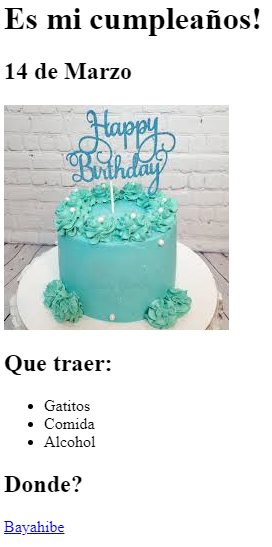 Es mi cumpleaños!
14 de Marzo
Happy
Birthday
Que traer:
Gatitos
Comida
Alcohol
Donde?
Bayahibe